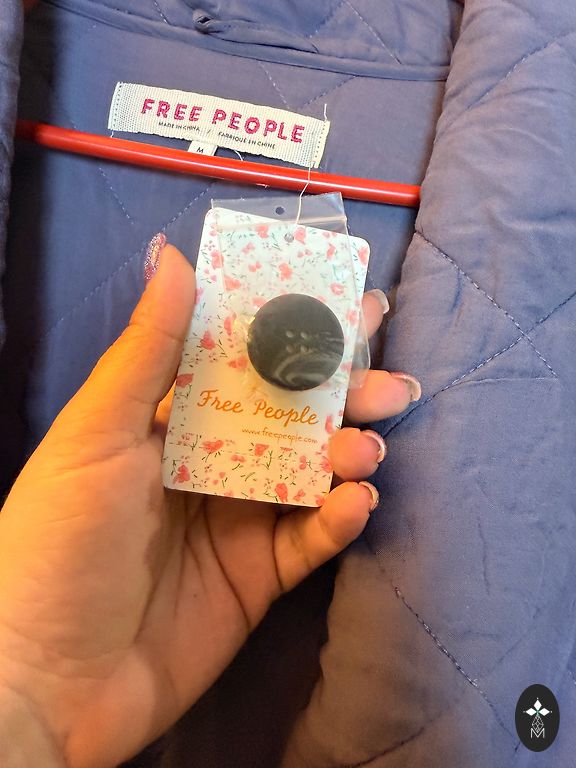 FREE PEOPLE
MADE IN CHINA / FABRIQUÉ EN CHINE
M
Free People
www.freepeople.com
M